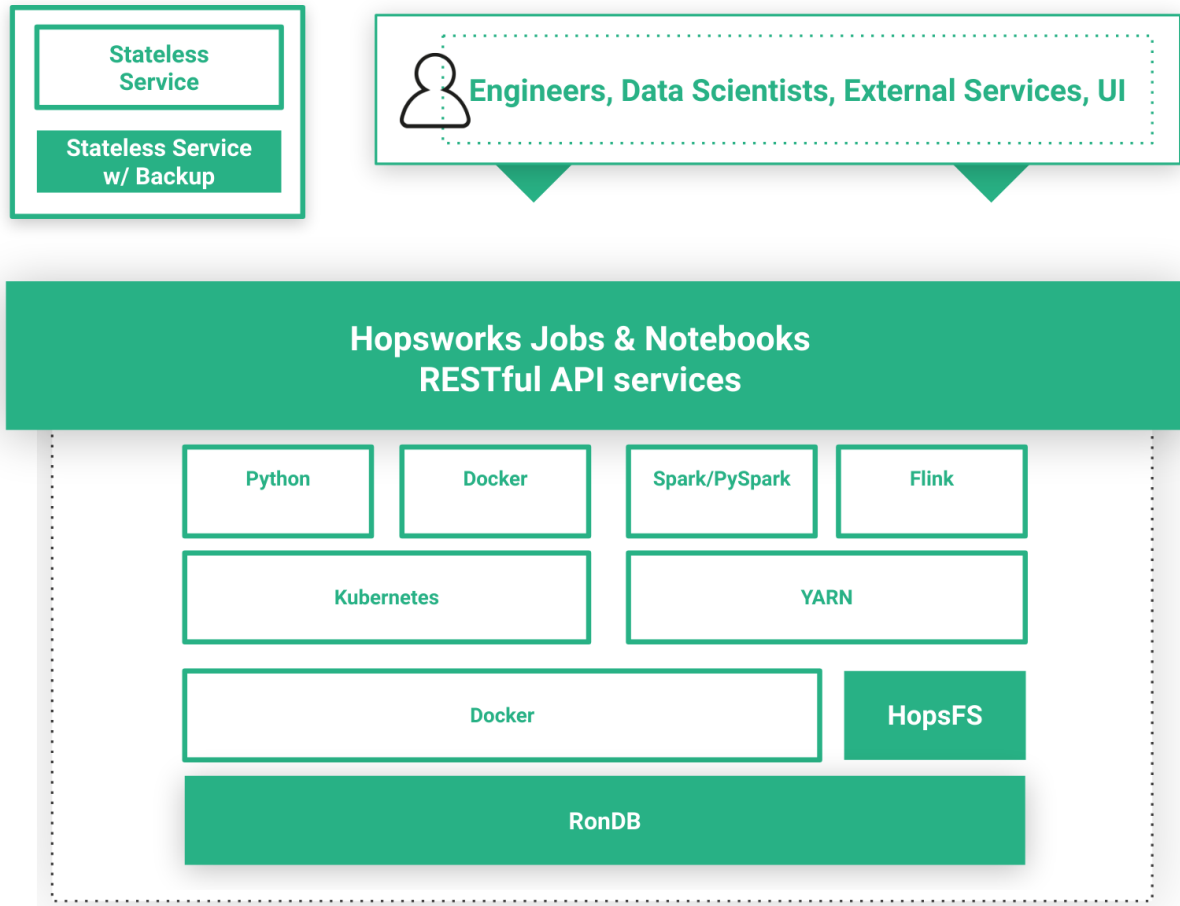 Stateless
Service
Stateless Service
w/ Backup
Engineers, Data Scientists, External Services, UI
Hopsworks Jobs & Notebooks
RESTful API services
Python
Docker
Spark/PySpark
Flink
Kubernetes
YARN
Docker
HopsFS
RonDB